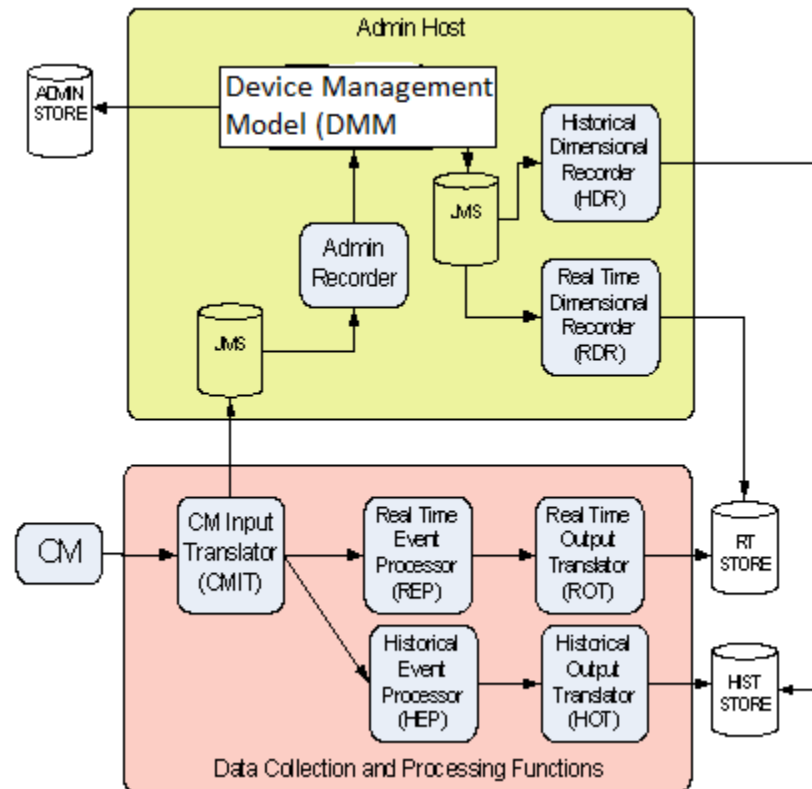 Admin Host
ADMIN
STORE
Device Management
Model (DMM
Historical
Dimensional
Recorder
(HDR)
JMS
Admin
Recorder
Real Time
Dimensional
Recorder
(RDR)
JMS
CM
CM Input
Translator
(CMIT)
Real Time
Event
Processor
(REP)
Real Time
Output
Translator
(ROT)
RT
STORE
Historical
Event
Processor
(HEP)
Historical
Output
Translator
(HOT)
HIST
STORE
Data Collection and Processing Functions